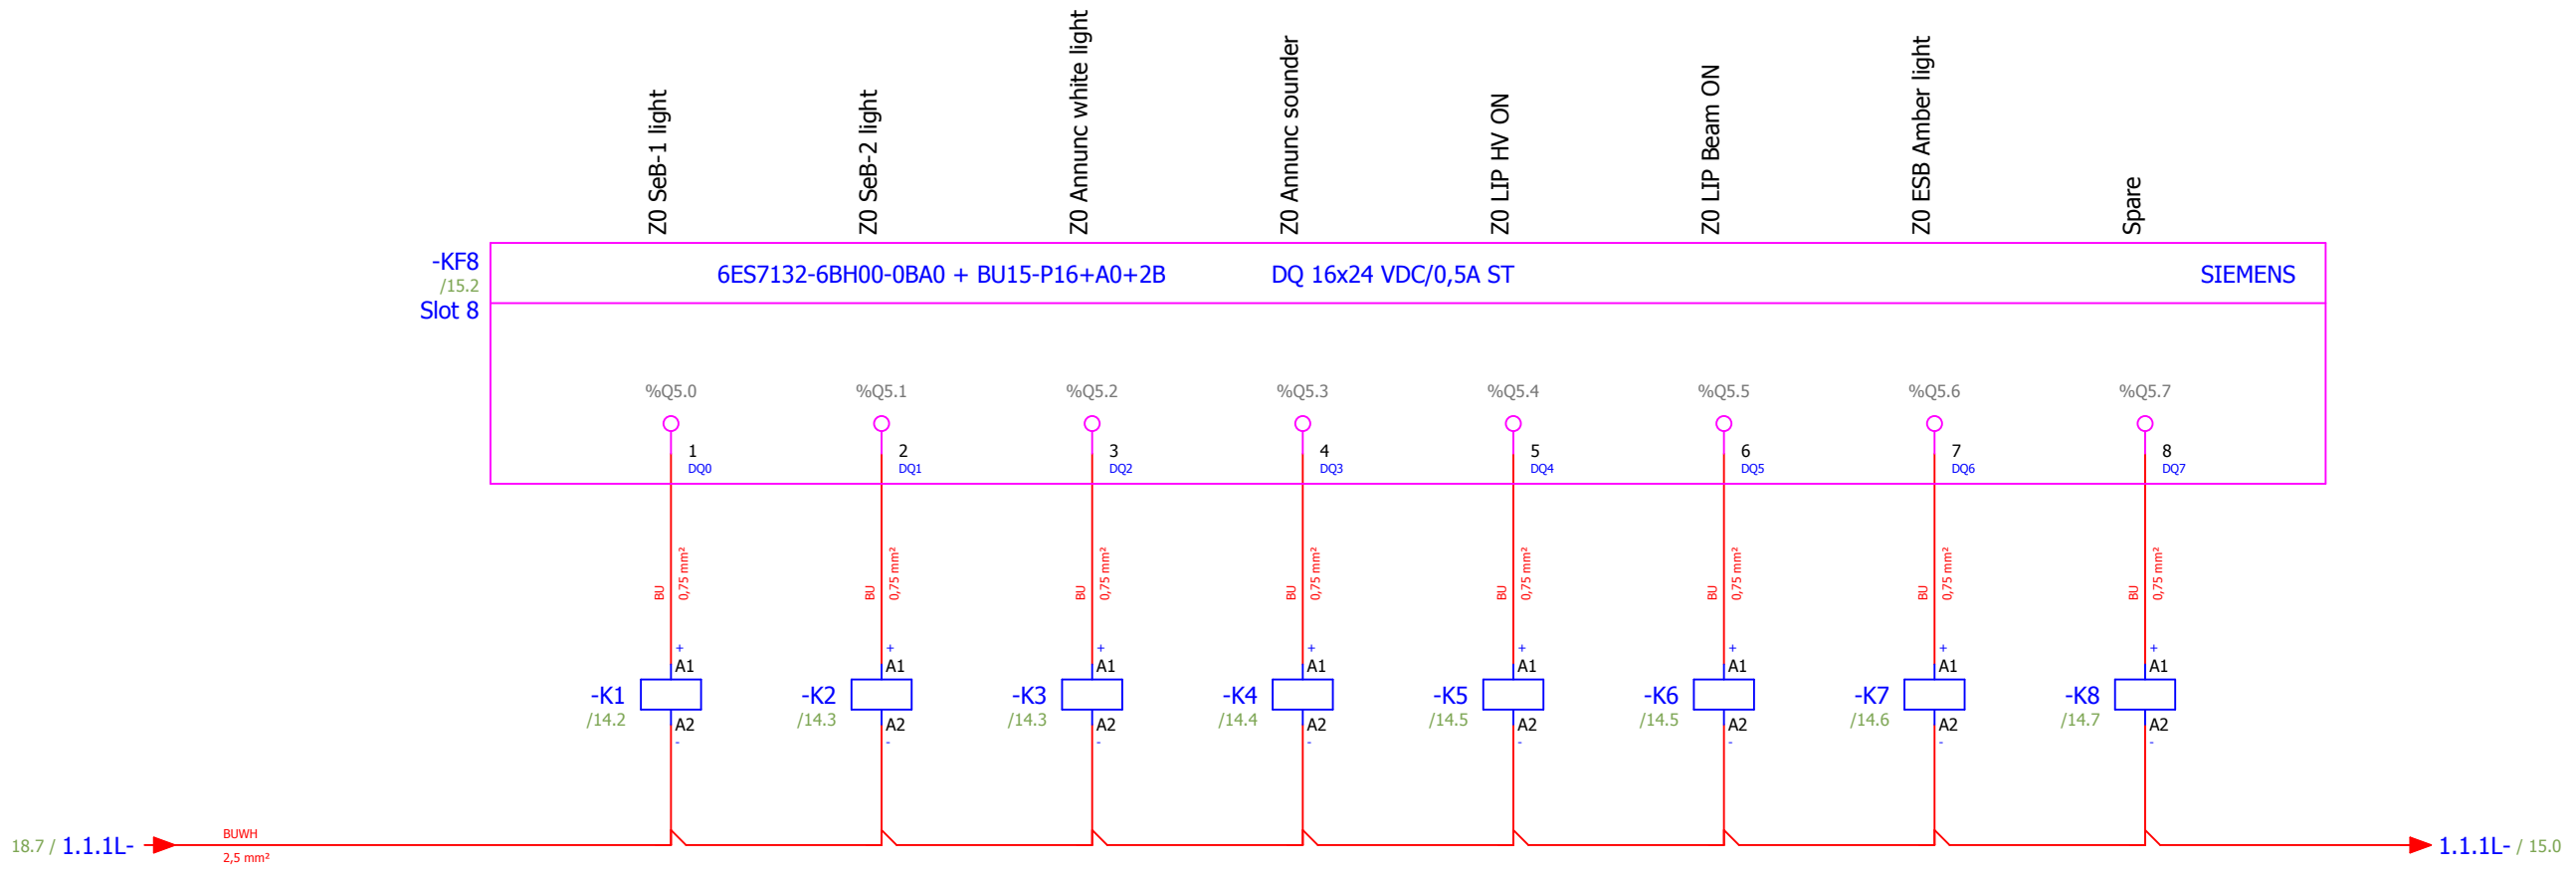 Z0 SeB-1 light
Z0 SeB-2 light
Z0 Annunc white light
Z0 Annunc sounder
Z0 LIP HV ON
Z0 LIP Beam ON
Z0 ESB Amber light
Spare
-KF8
/15.2
Slot 8
6ES7132-6BH00-0BA0 + BU15-P16+A0+2B
DQ 16x24 VDC/0,5A ST
SIEMENS
%Q5.0
%Q5.1
%Q5.2
%Q5.3
%Q5.4
%Q5.5
%Q5.6
%Q5.7
1
DQ0
2
DQ1
3
DQ2
4
DQ3
5
DQ4
6
DQ5
7
DQ6
8
DQ7
BU
0,75 mm²
BU
0,75 mm²
BU
0,75 mm²
BU
0,75 mm²
BU
0,75 mm²
BU
0,75 mm²
BU
0,75 mm²
BU
0,75 mm²
-K1
/14.2
+
A1
A2
-
-K2
/14.3
+
A1
A2
-
-K3
/14.3
+
A1
A2
-
-K4
/14.4
+
A1
A2
-
-K5
/14.5
+
A1
A2
-
-K6
/14.5
+
A1
A2
-
-K7
/14.6
+
A1
A2
-
-K8
/14.7
+
A1
A2
-
18.7 / 1.1.1L-
BUWH
2,5 mm²
1.1.1L- / 15.0